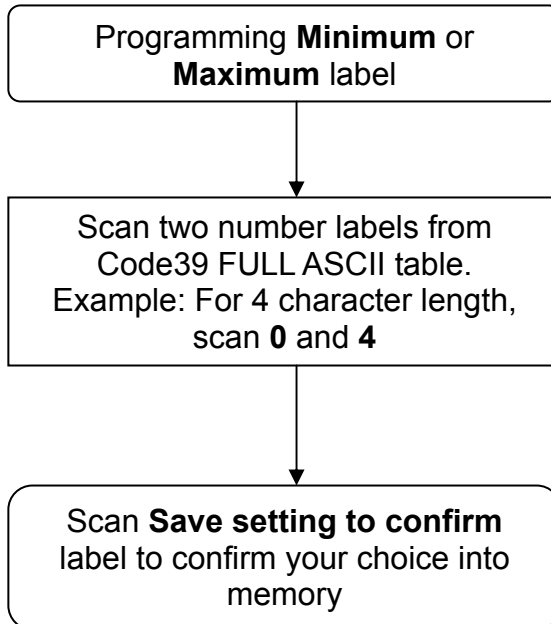 Programming Minimum or
Maximum label
Scan two number labels from
Code39 FULL ASCII table.
Example: For 4 character length,
scan 0 and 4
Scan Save setting to confirm
label to confirm your choice into
memory